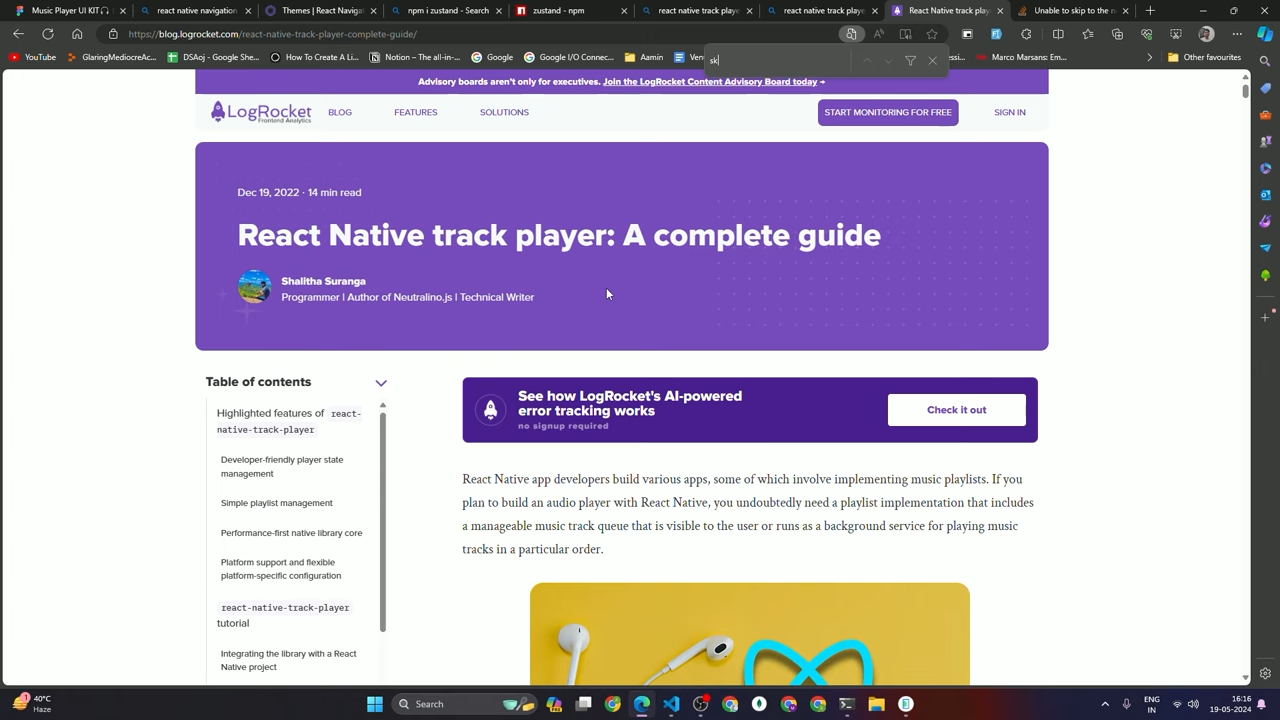 Music Player UI KIT 🎧 |
react native navigation
Themes | React Navigat
npm i zustand - Search
zustand - npm
react native track playe
react native track playe
React Native track playe
Unable to skip to the n
https://blog.logrocket.com/react-native-track-player-complete-guide/
YouTube
GlaringMediocreAc...
DSAoj - Google She...
How To Create A Li...
Notion – The all-in-...
Google
Google I/O Connec...
Aamin
Marco Marsans: Em...
Other favourites
sk
Advisory boards aren't only for executives. Join the LogRocket Content Advisory Board today →
LogRocket
Frontend Analytics
BLOG
FEATURES
SOLUTIONS
START MONITORING FOR FREE
SIGN IN
Dec 19, 2022 · 14 min read
React Native track player: A complete guide
Shalitha Suranga
Programmer | Author of Neutralino.js | Technical Writer
Table of contents
Highlighted features of react-
native-track-player
Developer-friendly player state
management
Simple playlist management
Performance-first native library core
Platform support and flexible
platform-specific configuration
react-native-track-player
tutorial
Integrating the library with a React
Native project
See how LogRocket's AI-powered
error tracking works
no signup required
Check it out
React Native app developers build various apps, some of which involve implementing music playlists. If you
plan to build an audio player with React Native, you undoubtedly need a playlist implementation that includes
a manageable music track queue that is visible to the user or runs as a background service for playing music
tracks in a particular order.
40°C
Haze
Search
ENG
IN
16:16
19-05-2024